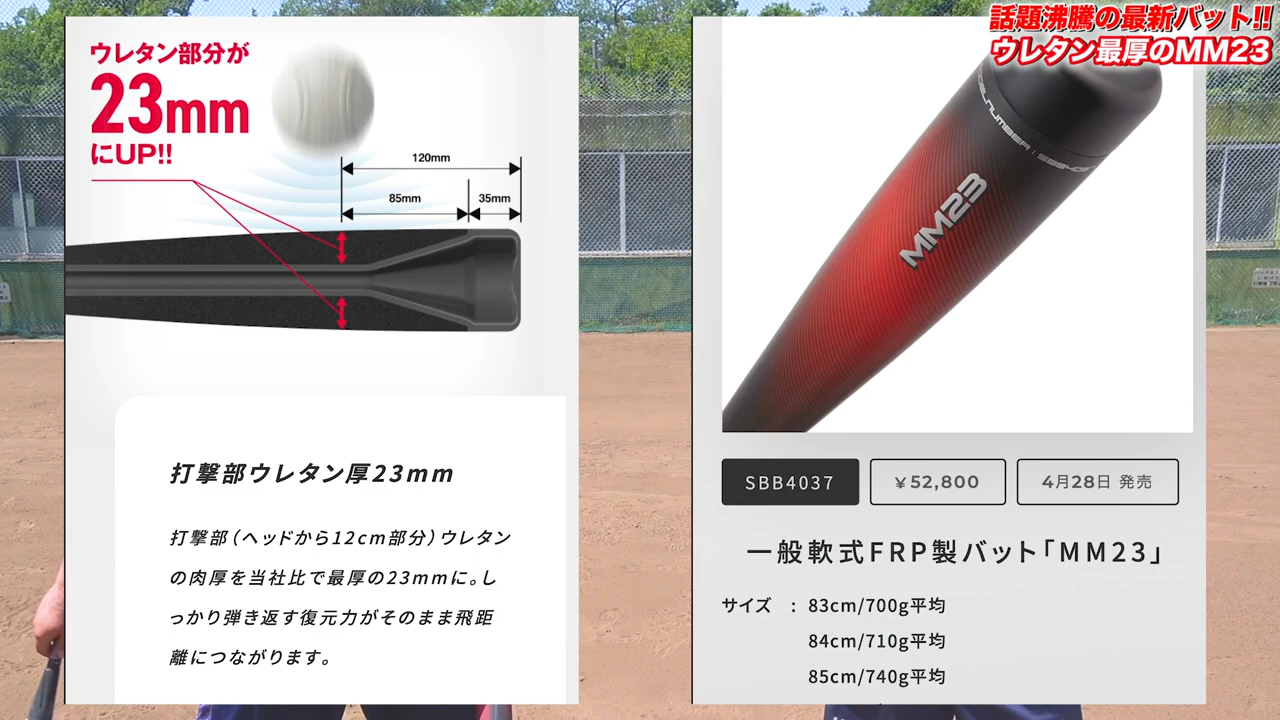 話題沸騰の最新バット!!
ウレタン最厚のMM23
ウレタン部分が
23mm
にUP!!
120mm
85mm
35mm
打撃部ウレタン厚23mm
打撃部(ヘッドから12cm部分)ウレタン
の肉厚を当社比で最厚の23mmに。し
っかり弾き返す復元力がそのまま飛距
離につながります。
MM23
SBB4037
¥52,800
4月28日 発売
一般軟式FRP製バット「MM23」
サイズ : 83cm/700g平均
84cm/710g平均
85cm/740g平均